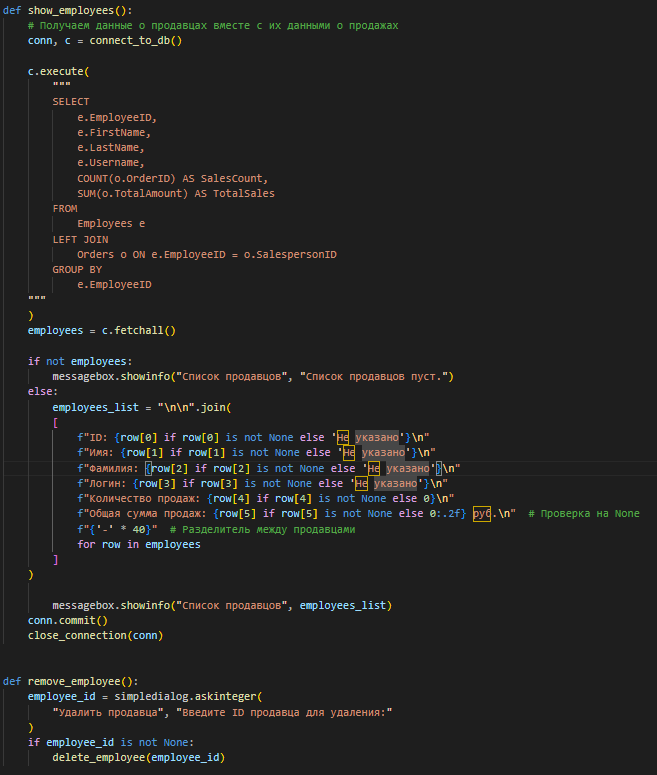 def show_employees():
    # Получаем данные о продавцах вместе с их данными о продажах
    conn, c = connect_to_db()

    c.execute(
        """
        SELECT
            e.EmployeeID,
            e.FirstName,
            e.LastName,
            e.Username,
            COUNT(o.OrderID) AS SalesCount,
            SUM(o.TotalAmount) AS TotalSales
        FROM
            Employees e
        LEFT JOIN
            Orders o ON e.EmployeeID = o.SalespersonID
        GROUP BY
            e.EmployeeID
    """
    )
    employees = c.fetchall()

    if not employees:
        messagebox.showinfo("Список продавцов", "Список продавцов пуст.")
    else:
        employees_list = "\n\n".join(
        [
            f"ID: {row[0] if row[0] is not None else 'Не указано'}\n"
            f"Имя: {row[1] if row[1] is not None else 'Не указано'}\n"
            f"Фамилия: {row[2] if row[2] is not None else 'Не указано'}\n"
            f"Логин: {row[3] if row[3] is not None else 'Не указано'}\n"
            f"Количество продаж: {row[4] if row[4] is not None else 0}\n"
            f"Общая сумма продаж: {row[5] if row[5] is not None else 0:.2f} руб.\n"  # Проверка на None
            f"{'-' * 40}"  # Разделитель между продавцами
            for row in employees
        ]
    )

        messagebox.showinfo("Список продавцов", employees_list)
    conn.commit()
    close_connection(conn)


def remove_employee():
    employee_id = simpledialog.askinteger(
        "Удалить продавца", "Введите ID продавца для удаления:"
    )
    if employee_id is not None:
        delete_employee(employee_id)